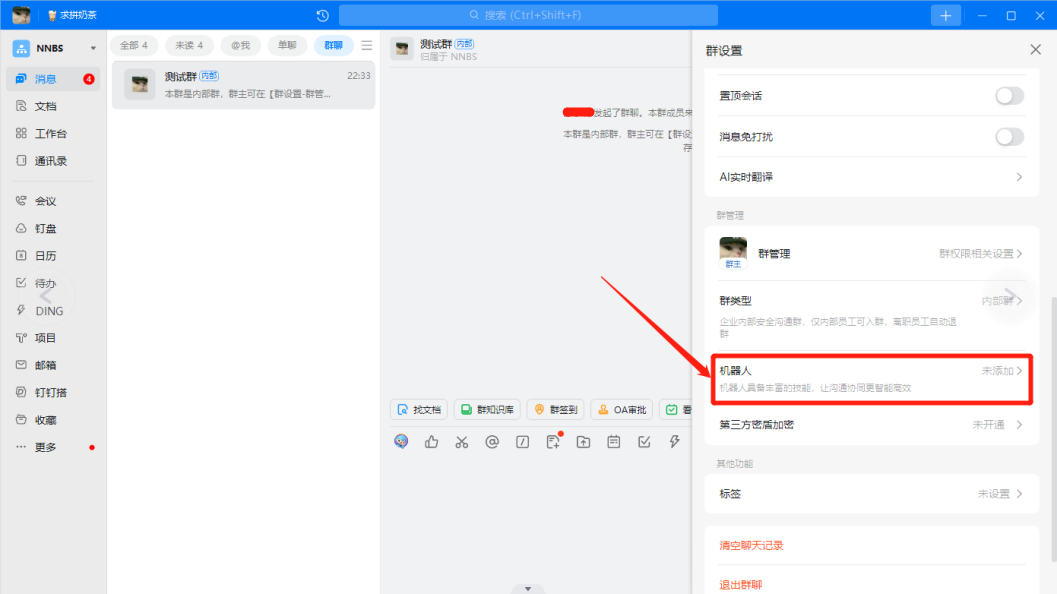 求拼奶茶
搜索 (Ctrl+Shift+F)
NNBS
消息
4
文档
工作台
通讯录
会议
钉盘
日历
待办
DING
项目
邮箱
钉钉搭
收藏
更多
全部 4
未读 4
@我
单聊
群聊
测试群 内部
22:33
本群是内部群，群主可在【群设置-群管...
测试群 内部
归属于 NNBS
发起了群聊。本群成员来
本群是内部群，群主可在【群设
存
找文档
群知识库
群签到
OA审批
看
群设置
置顶会话
消息免打扰
AI实时翻译
群管理
群主
群管理
群权限相关设置
群类型
内部群
企业内部安全沟通群，仅内部员工可入群，离职员工自动退
群
机器人
未添加
机器人具备丰富的技能，让沟通协同更智能高效
第三方密盾加密
未开通
其他功能
标签
未设置
清空聊天记录
退出群聊